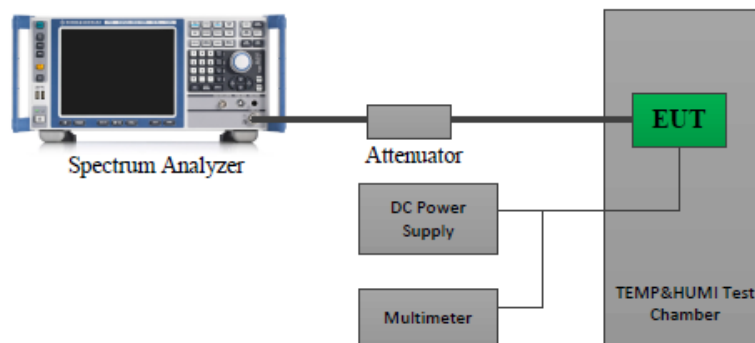 EUT
Spectrum Analyzer
Attenuator
DC Power
Supply
Multimeter
TEMP&HUMI Test
Chamber